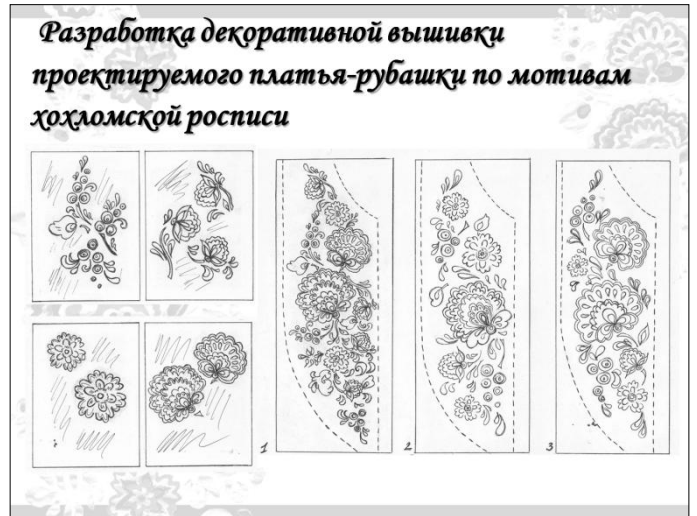 Разработка декоративной вышивки
проектируемого платья-рубашки по мотивам
хохломской росписи
1
2
3